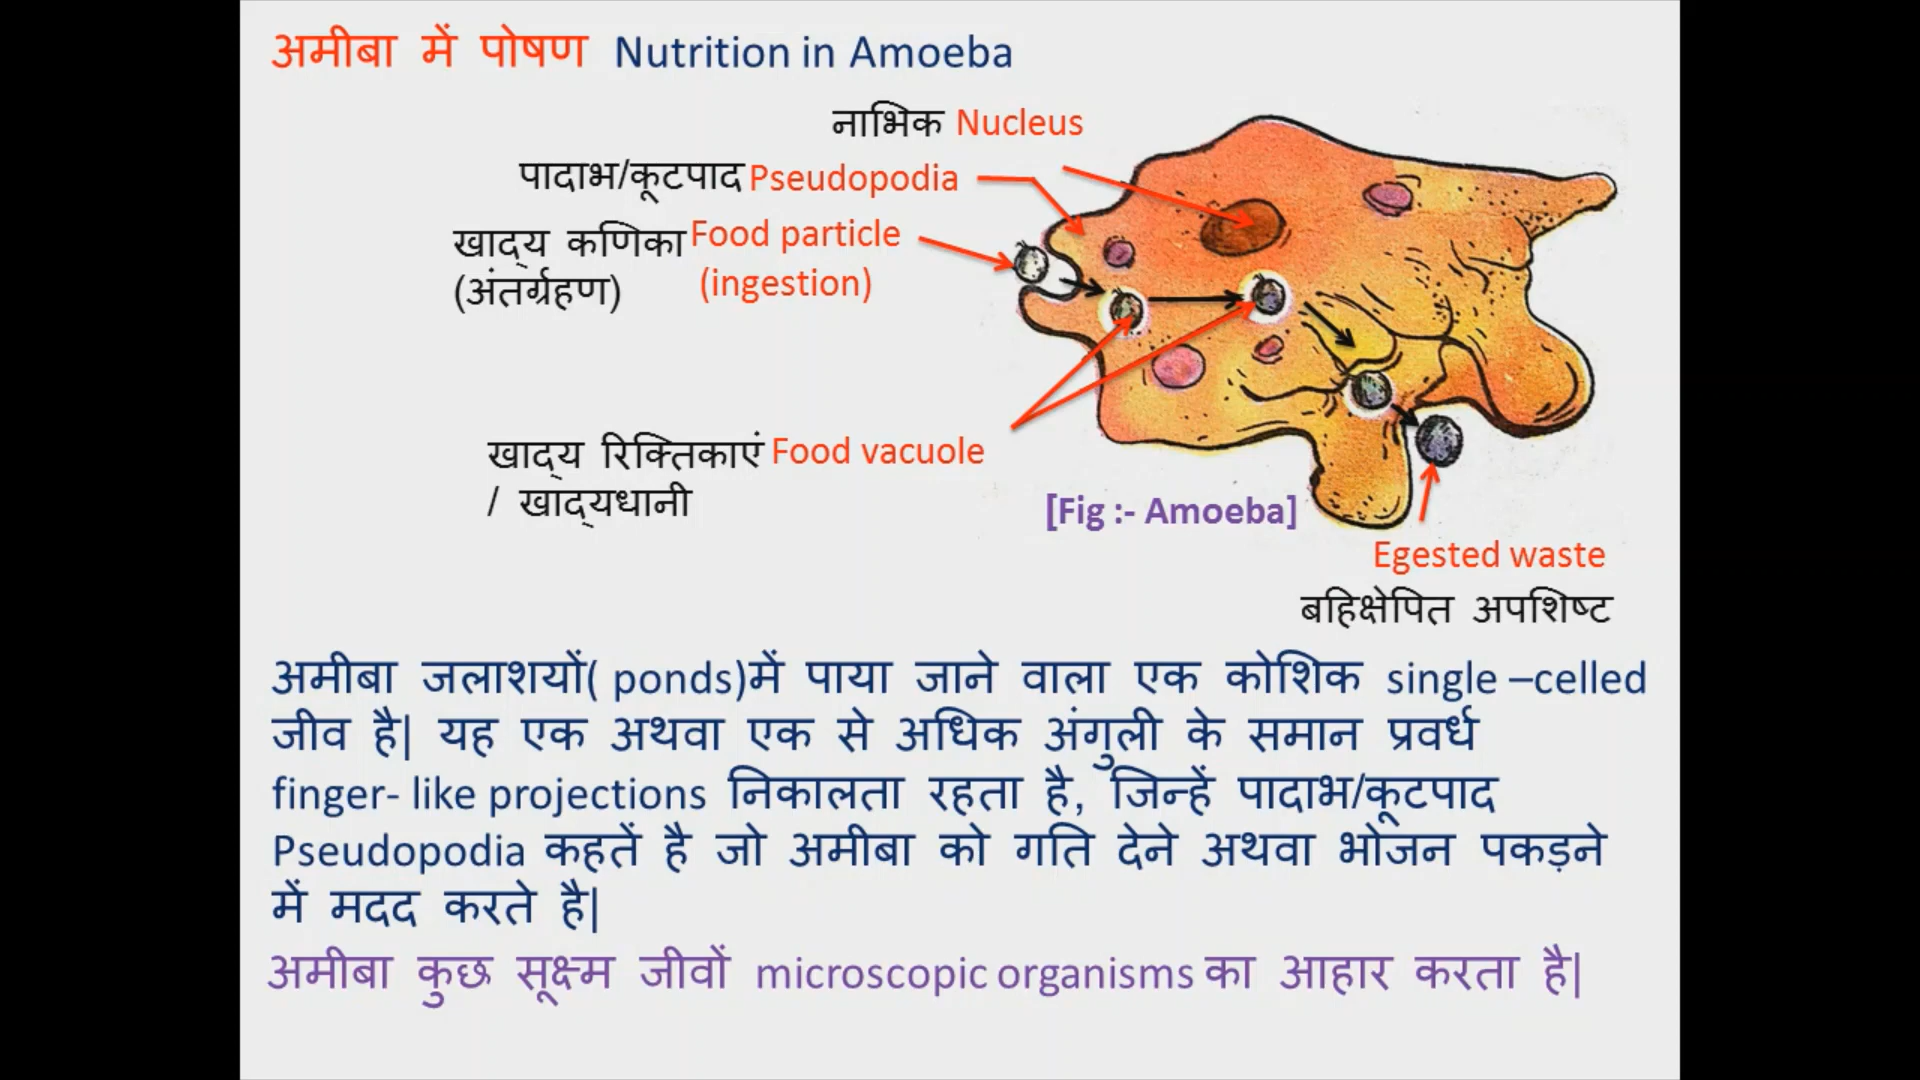 अमीबा में पोषण Nutrition in Amoeba
नाभिक Nucleus
पादाभ/कूटपाद Pseudopodia
खाद्य कणिका Food particle
(अंतर्ग्रहण) (ingestion)
खाद्य रिक्तिकाएं Food vacuole
/ खाद्यधानी
[Fig :- Amoeba]
Egested waste
बहिक्षेपित अपशिष्ट
अमीबा जलाशयों( ponds)में पाया जाने वाला एक कोशिक single –celled
जीव है| यह एक अथवा एक से अधिक अंगुली के समान प्रवर्ध
finger- like projections निकालता रहता है, जिन्हें पादाभ/कूटपाद
Pseudopodia कहतें है जो अमीबा को गति देने अथवा भोजन पकड़ने
में मदद करते है|
अमीबा कुछ सूक्ष्म जीवों microscopic organisms का आहार करता है|